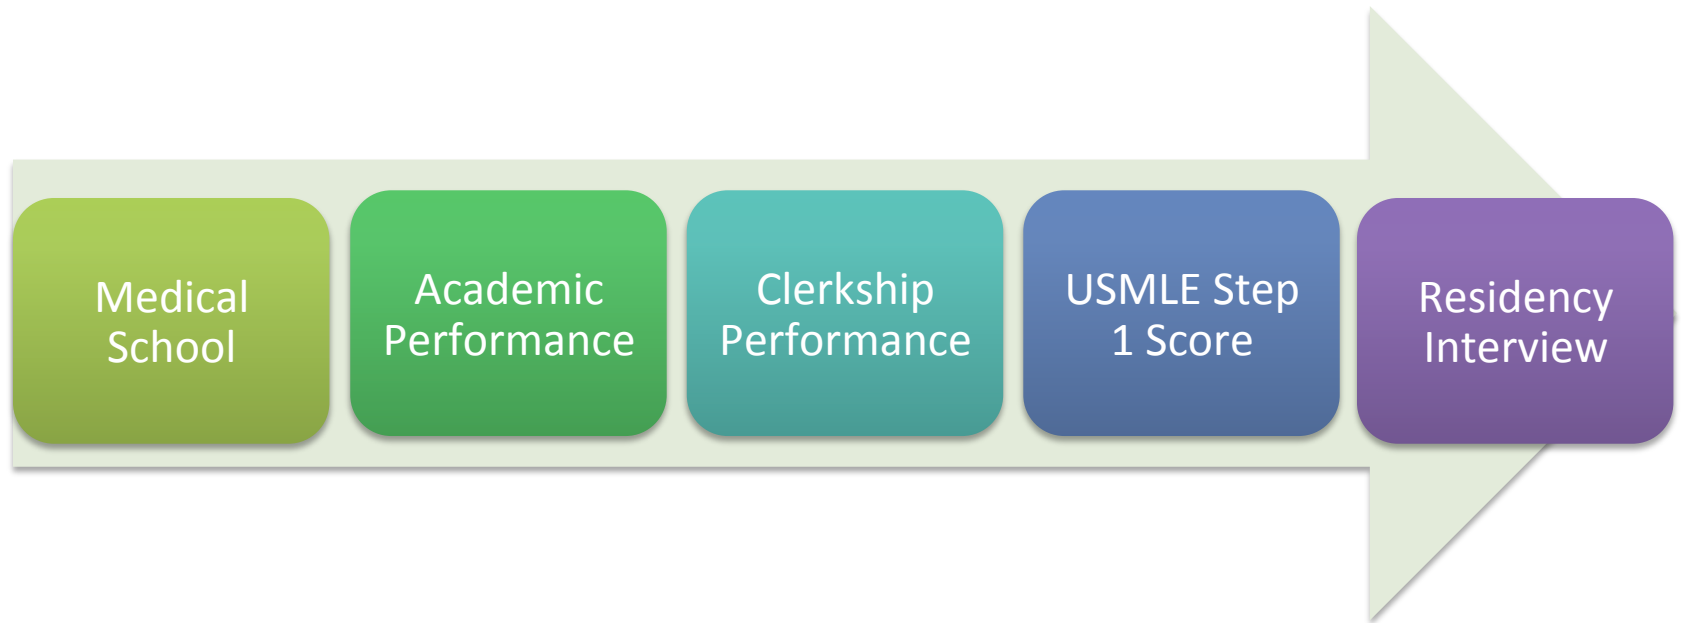 Medical
School
Academic
Performance
Clerkship
Performance
USMLE Step
1 Score
Residency
Interview